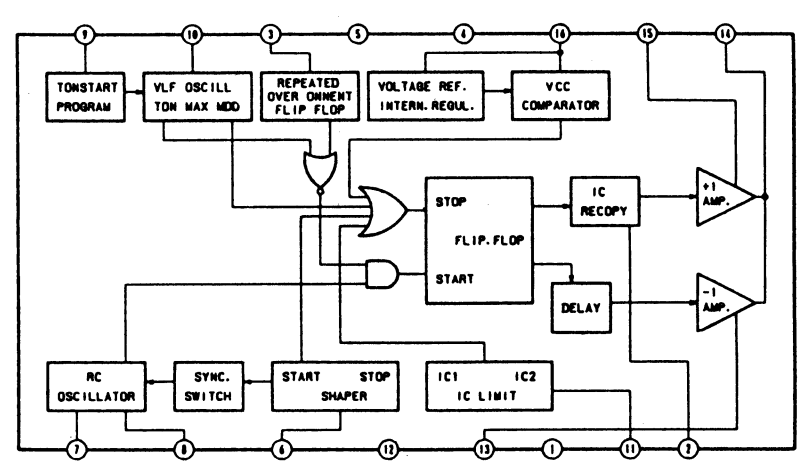 9 10 3 5 4 16 15 14
TONSTART
PROGRAM
VLF OSCILL
TON MAX MDD
REPEATED
OVER ONNENT
FLIP FLOP
VOLTAGE REF.
INTERN.REGUL.
VCC
COMPARATOR
STOP
FLIP.FLOP
START
IC
RECOPY
+1
AMP.
DELAY
-1
AMP.
RC
OSCILLATOR
SYNC.
SWITCH
START STOP
SHAPER
IC1 IC2
IC LIMIT
7 8 6 12 13 1 11 2